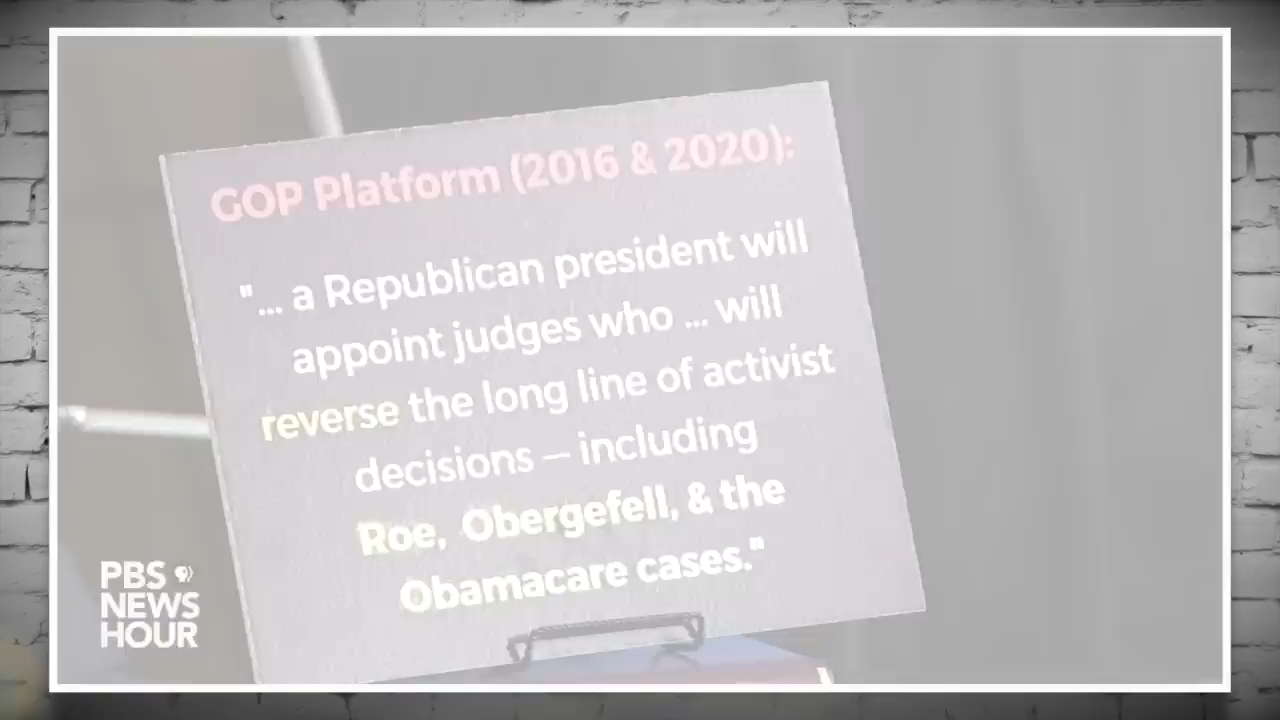 GOP Platform (2016 & 2020):
"... a Republican president will
appoint judges who ... will
reverse the long line of activist
decisions – including
Roe, Obergefell, & the
Obamacare cases."
PBS
NEWS
HOUR